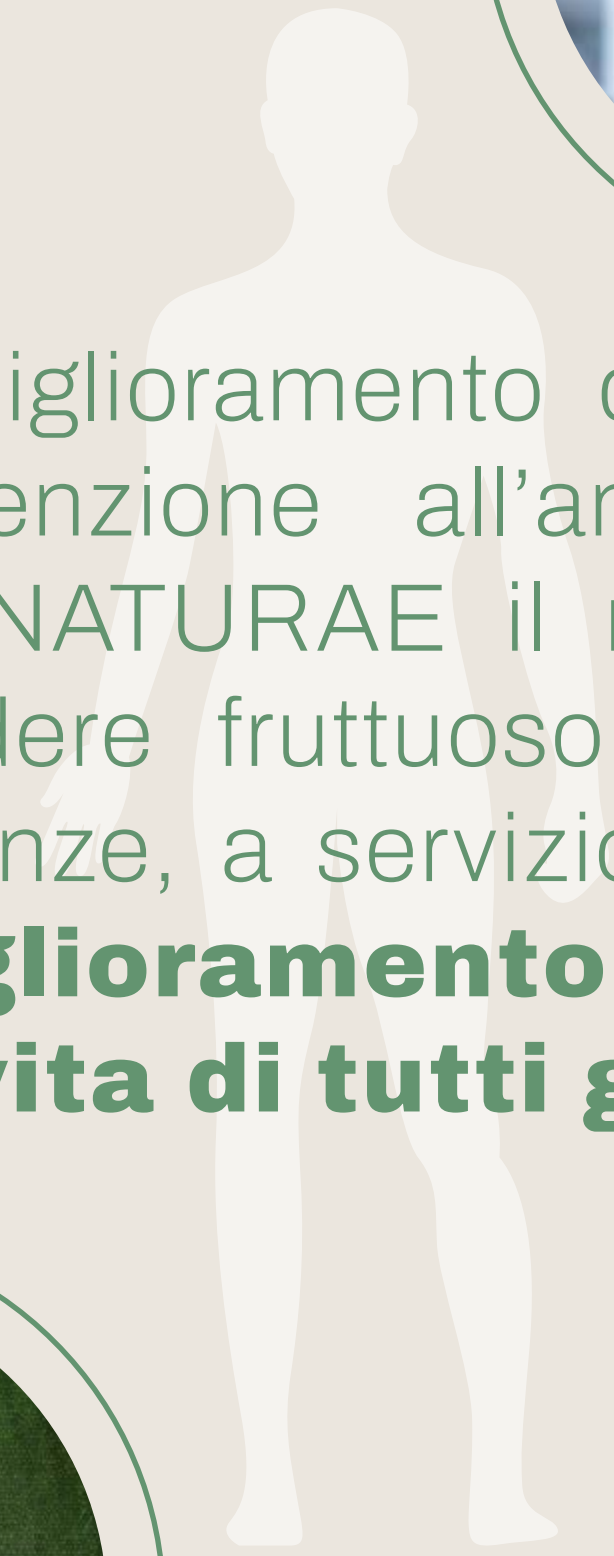 iglioramento
enzione all’ar
NATURAE il
dere fruttuoso
nze, a servizio
glioramento
vita di tutti g